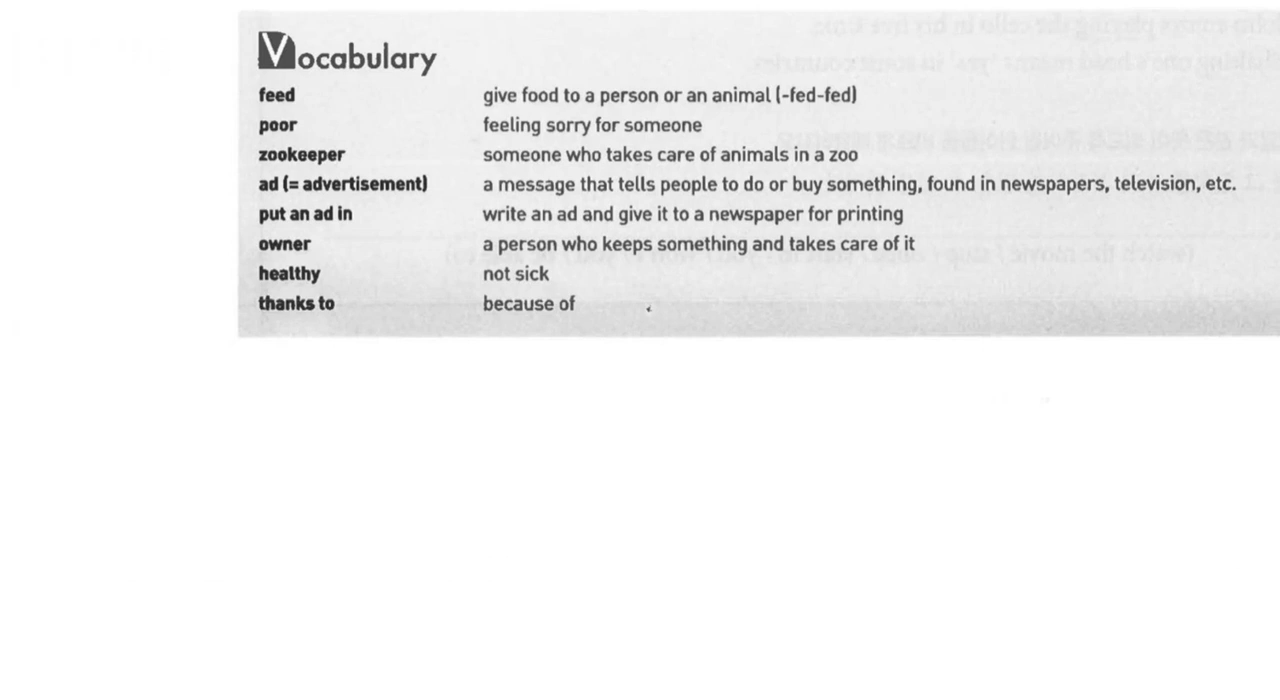 Vocabulary
feed give food to a person or an animal (-fed-fed)
poor feeling sorry for someone
zookeeper someone who takes care of animals in a zoo
ad (= advertisement) a message that tells people to do or buy something, found in newspapers, television, etc.
put an ad in write an ad and give it to a newspaper for printing
owner a person who keeps something and takes care of it
healthy not sick
thanks to because of